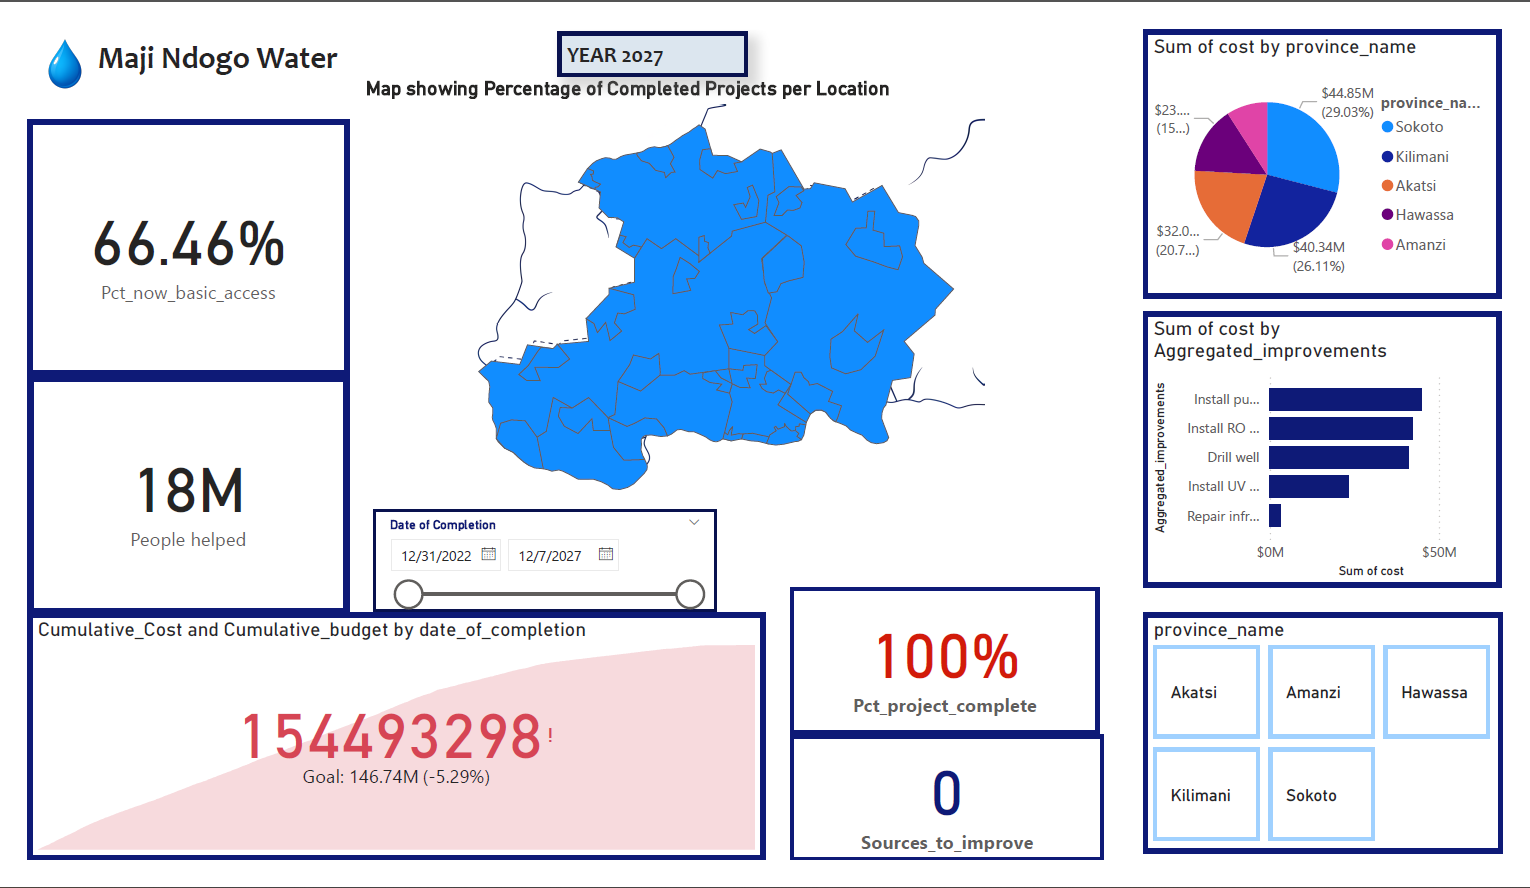 Maji Ndogo Water
YEAR 2027
Map showing Percentage of Completed Projects per Location
66.46%
Pct_now_basic_access
18M
People helped
Date of Completion
12/31/2022
12/7/2027
Cumulative_Cost and Cumulative_budget by date_of_completion
154493298!
Goal: 146.74M (-5.29%)
100%
Pct_project_complete
0
Sources_to_improve
Sum of cost by province_name
$44.85M
(29.03%)
$23....
(15...)
$32.0...
(20.7...)
$40.34M
(26.11%)
province_na...
Sokoto
Kilimani
Akatsi
Hawassa
Amanzi
Sum of cost by
Aggregated_improvements
Aggregated_improvements
Install pu...
Install RO ...
Drill well
Install UV ...
Repair infr...
$0M
$50M
Sum of cost
province_name
Akatsi
Amanzi
Hawassa
Kilimani
Sokoto